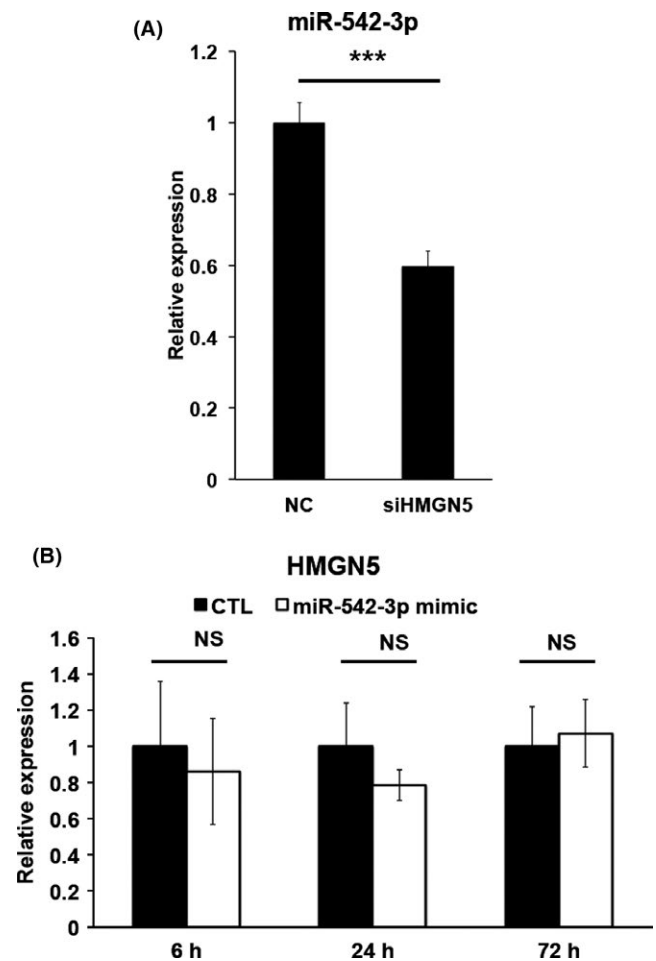 (A)
miR-542-3p
1.2
***
1
0.8
0.6
0.4
0.2
0
Relative expression
NC siHMGN5
(B)
HMGN5
CTL miR-542-3p mimic
1.6
NS NS NS
1.4
1.2
1
0.8
0.6
0.4
0.2
0
Relative expression
6 h 24 h 72 h